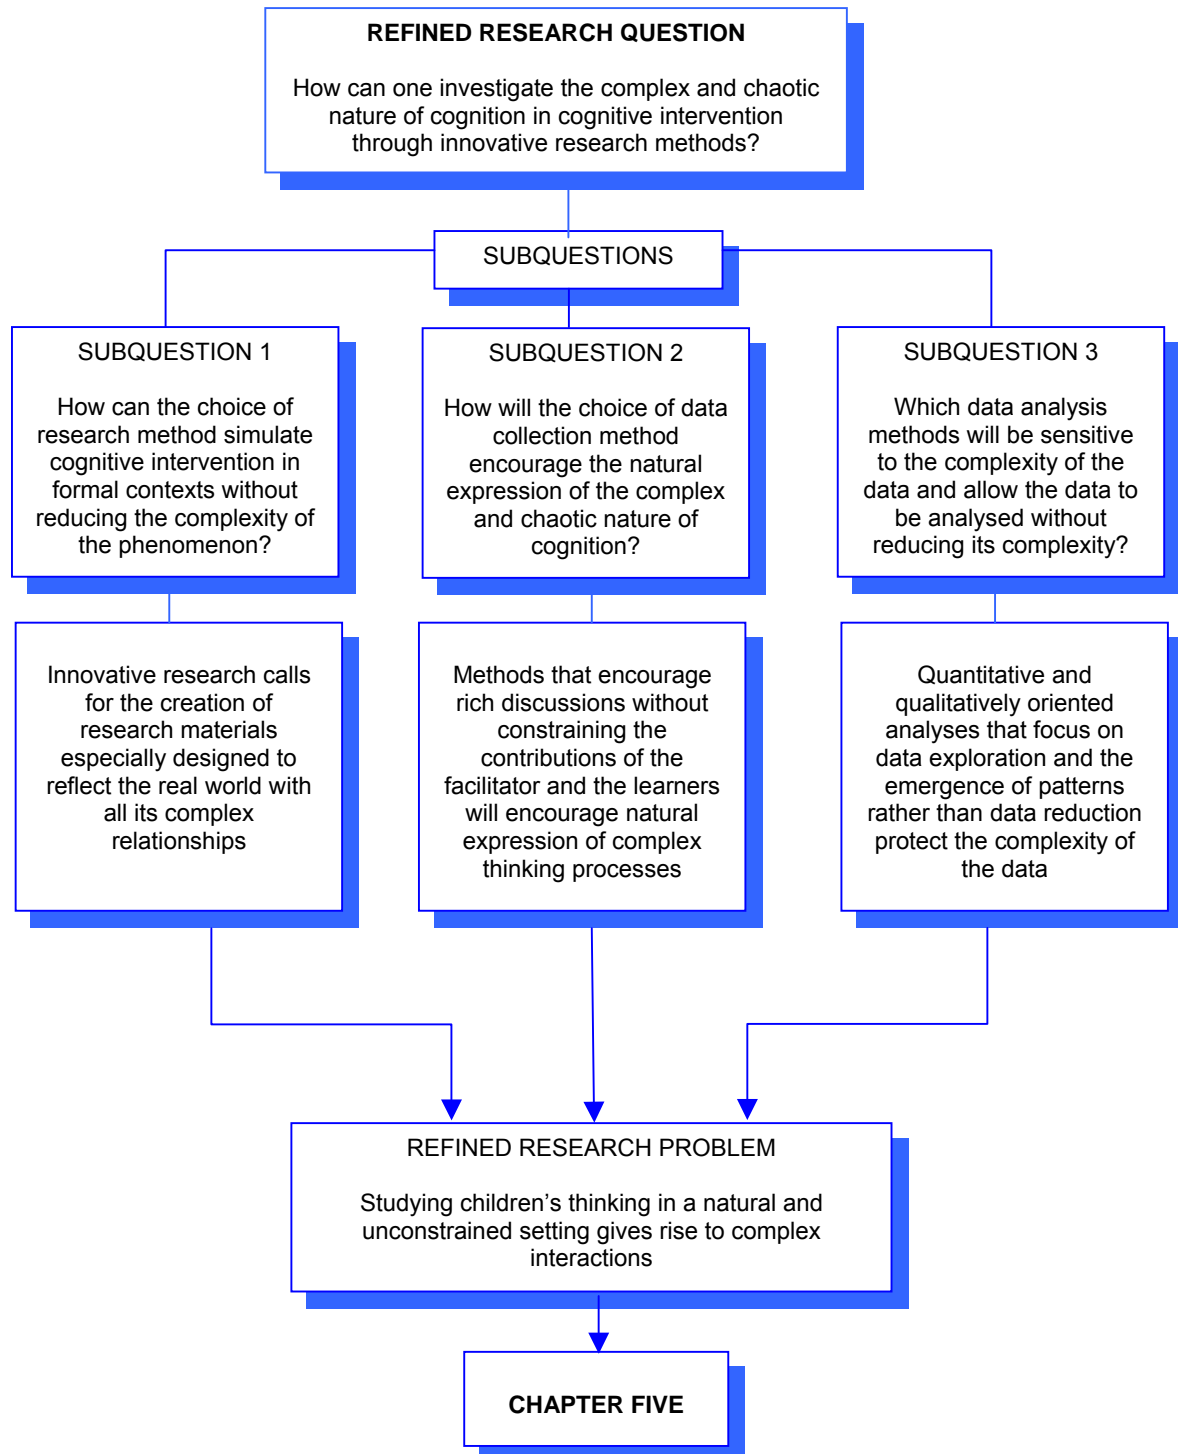 REFINED RESEARCH QUESTION
How can one investigate the complex and chaotic
nature of cognition in cognitive intervention
through innovative research methods?
SUBQUESTIONS
SUBQUESTION 1
How can the choice of
research method simulate
cognitive intervention in
formal contexts without
reducing the complexity of
the phenomenon?
SUBQUESTION 2
How will the choice of data
collection method
encourage the natural
expression of the complex
and chaotic nature of
cognition?
SUBQUESTION 3
Which data analysis
methods will be sensitive
to the complexity of the
data and allow the data to
be analysed without
reducing its complexity?
Innovative research calls
for the creation of
research materials
especially designed to
reflect the real world with
all its complex
relationships
Methods that encourage
rich discussions without
constraining the
contributions of the
facilitator and the learners
will encourage natural
expression of complex
thinking processes
Quantitative and
qualitatively oriented
analyses that focus on
data exploration and the
emergence of patterns
rather than data reduction
protect the complexity of
the data
REFINED RESEARCH PROBLEM
Studying children’s thinking in a natural and
unconstrained setting gives rise to complex
interactions
CHAPTER FIVE